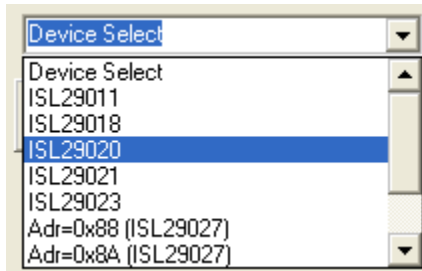 Device Select
Device Select
ISL29011
ISL29018
ISL29020
ISL29021
ISL29023
Adr=0x88 (ISL29027)
Adr=0x8A (ISL29027)